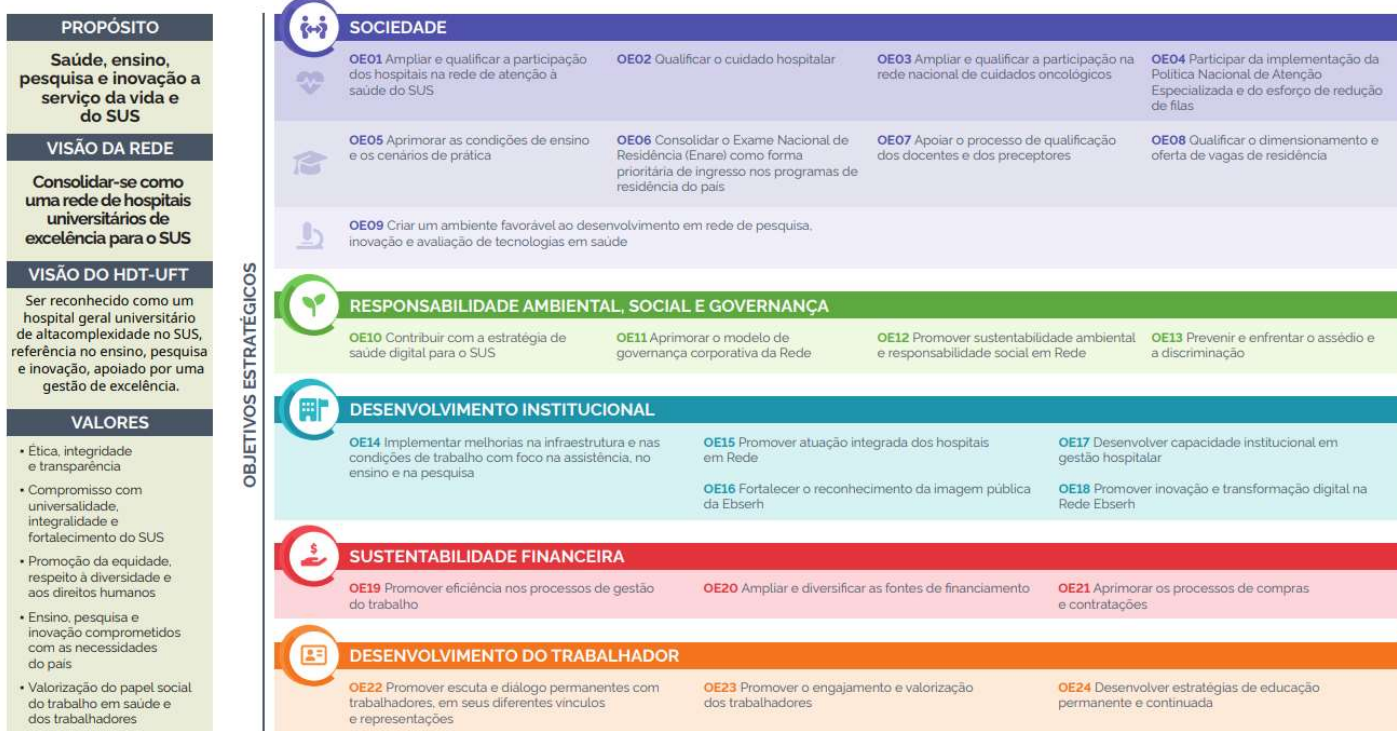 PROPÓSITO
Saúde, ensino,
pesquisa e inovação a
serviço da vida e
do SUS
VISÃO DA REDE
Consolidar-se como
uma rede de hospitais
universitários de
excelência para o SUS
VISÃO DO HDT-UFT
Ser reconhecido como um
hospital geral universitário
de altacomplexidade no SUS,
referência no ensino, pesquisa
e inovação, apoiado por uma
gestão de excelência.
VALORES
• Ética, integridade
e transparência
• Compromisso com
universalidade,
integralidade e
fortalecimento do SUS
• Promoção da equidade,
respeito à diversidade e
aos direitos humanos
• Ensino, pesquisa e
inovação comprometidos
com as necessidades
do país
• Valorização do papel social
do trabalho em saúde e
dos trabalhadores
OBJETIVOS ESTRATÉGICOS
SOCIEDADE
OE01 Ampliar e qualificar a participação
dos hospitais na rede de atenção à
saúde do SUS
OE02 Qualificar o cuidado hospitalar
OE03 Ampliar e qualificar a participação na
rede nacional de cuidados oncológicos
OE04 Participar da implementação da
Política Nacional de Atenção
Especializada e do esforço de redução
de filas
OE05 Aprimorar as condições de ensino
e os cenários de prática
OE06 Consolidar o Exame Nacional de
Residência (Enare) como forma
prioritária de ingresso nos programas de
residência do país
OE07 Apoiar o processo de qualificação
dos docentes e dos preceptores
OE08 Qualificar o dimensionamento e
oferta de vagas de residência
OE09 Criar um ambiente favorável ao desenvolvimento em rede de pesquisa,
inovação e avaliação de tecnologias em saúde
RESPONSABILIDADE AMBIENTAL, SOCIAL E GOVERNANÇA
OE10 Contribuir com a estratégia de
saúde digital para o SUS
OE11 Aprimorar o modelo de
governança corporativa da Rede
OE12 Promover sustentabilidade ambiental
e responsabilidade social em Rede
OE13 Prevenir e enfrentar o assédio e
a discriminação
DESENVOLVIMENTO INSTITUCIONAL
OE14 Implementar melhorias na infraestrutura e nas
condições de trabalho com foco na assistência, no
ensino e na pesquisa
OE15 Promover atuação integrada dos hospitais
em Rede
OE16 Fortalecer o reconhecimento da imagem pública
da Ebserh
OE17 Desenvolver capacidade institucional em
gestão hospitalar
OE18 Promover inovação e transformação digital na
Rede Ebserh
SUSTENTABILIDADE FINANCEIRA
OE19 Promover eficiência nos processos de gestão
do trabalho
OE20 Ampliar e diversificar as fontes de financiamento
OE21 Aprimorar os processos de compras
e contratações
DESENVOLVIMENTO DO TRABALHADOR
OE22 Promover escuta e diálogo permanentes com
trabalhadores, em seus diferentes vínculos
e representações
OE23 Promover o engajamento e valorização
dos trabalhadores
OE24 Desenvolver estratégias de educação
permanente e continuada